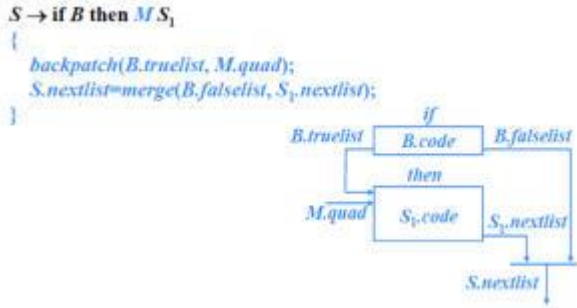 S → if B then M S₁
{
backpatch(B.truelist, M.quad);
S.nextlist=merge(B.falselist, S₁.nextlist);
}
if
B.truelist B.code B.falselist
then
M.quad S₁.code S₁.nextlist
S.nextlist